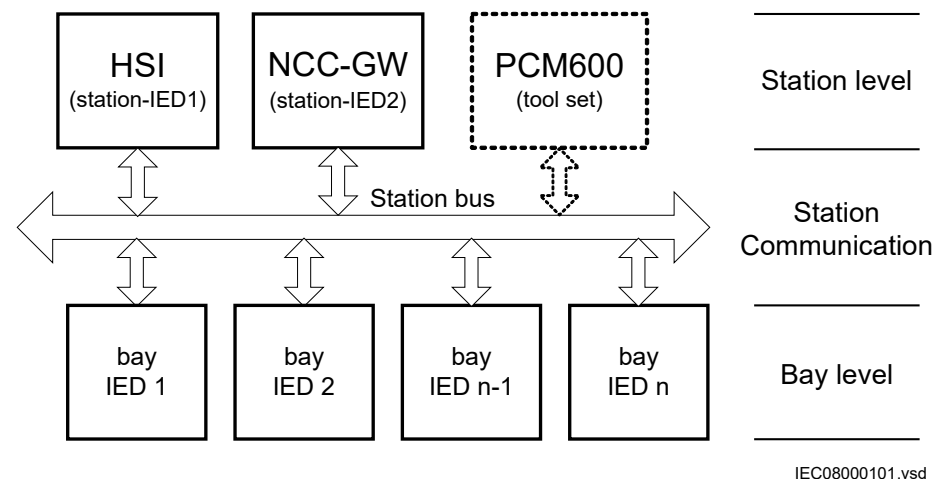 HSI
(station-IED1)
NCC-GW
(station-IED2)
PCM600
(tool set)
Station level
Station bus
Station
Communication
bay
IED 1
bay
IED 2
bay
IED n-1
bay
IED n
Bay level
IEC08000101.vsd